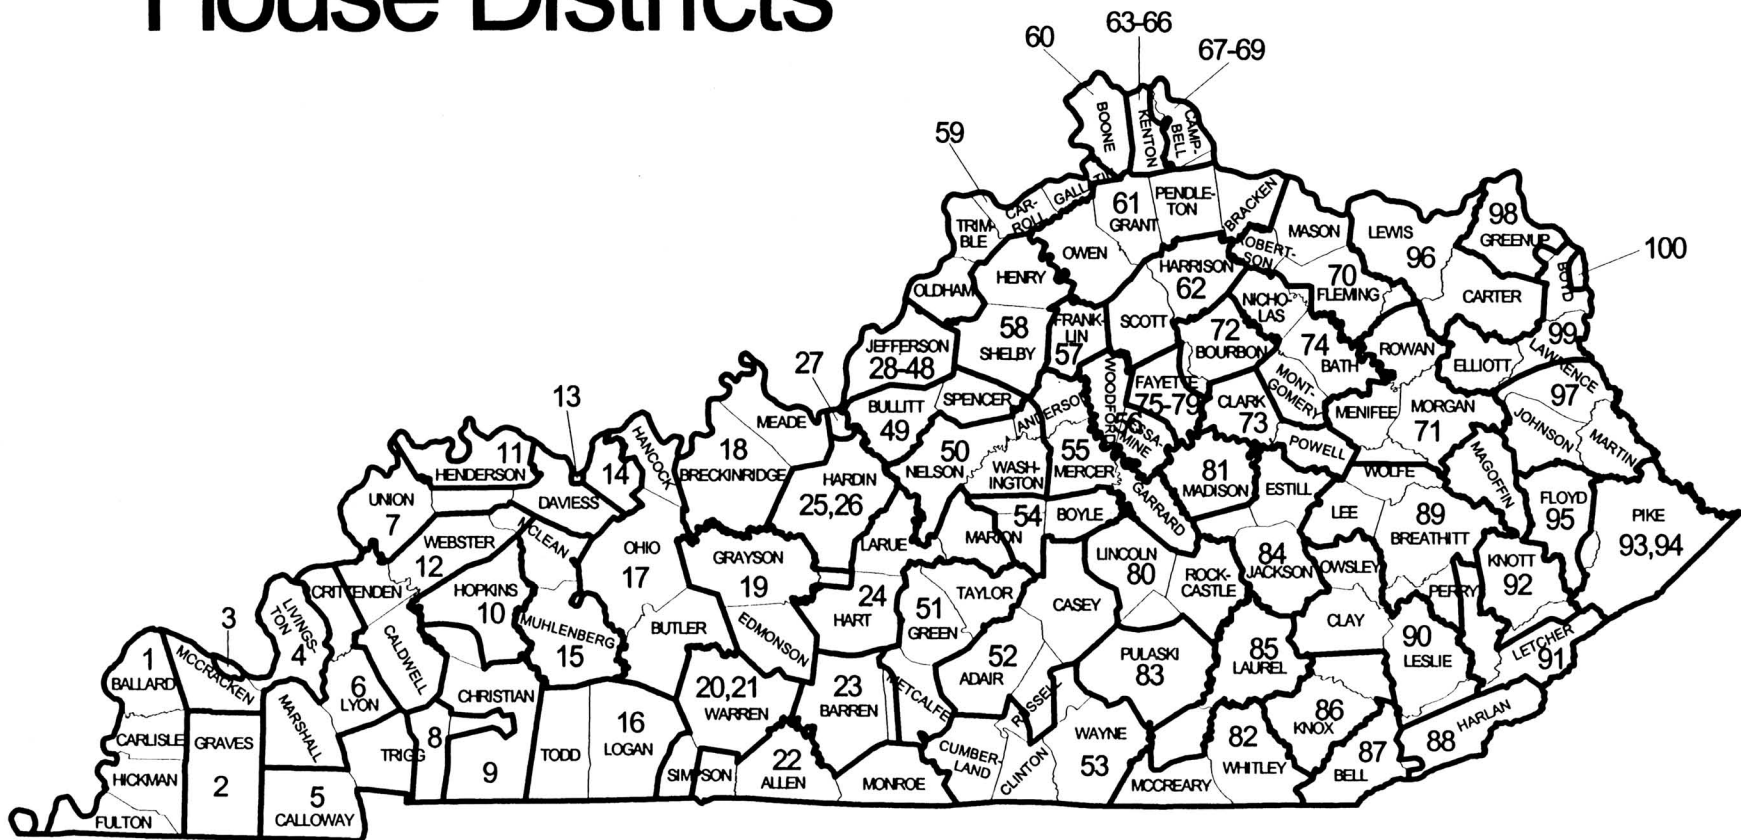 House Districts
60
63-66
67-69
59
BOONE
KENTON
CAMP-
BELL
TRIM-
BLE
CAR-
ROLL
GALL
TIN
61
GRANT
PENDLE-
TON
BRACKEN
OWEN
ROBERT-
SON
MASON
LEWIS
96
98
GREENUP
BOYD
100
OLDHAM
HENRY
HARRISON
62
70
FLEMING
CARTER
NICHO-
LAS
58
SHELBY
FRANK-
LIN
57
SCOTT
72
BOURBON
74
BATH
ROWAN
ELLIOTT
99
LAWRENCE
27
JEFFERSON
28-48
SPENCER
ANDERSON
WOODFORD
FAYETTE
75-79
CLARK
73
MONT-
GOMERY
MENIFEE
MORGAN
71
97
JOHNSON
MARTIN
13
MEADE
BULLITT
49
56
JESSA-
MINE
POWELL
MAGOFFIN
11
HENDERSON
14
HANCOCK
18
BRECKINRIDGE
HARDIN
25,26
50
NELSON
WASH-
INGTON
55
MERCER
81
MADISON
ESTILL
WOLFE
FLOYD
95
PIKE
93,94
UNION
7
DAVIESS
MCLEAN
GARRARD
LEE
89
BREATHITT
WEBSTER
12
OHIO
17
GRAYSON
19
LARUE
MARION
54
BOYLE
LINCOLN
80
ROCK-
CASTLE
84
JACKSON
OWSLEY
PERRY
KNOTT
92
CRITTENDEN
HOPKINS
10
MUHLENBERG
15
BUTLER
EDMONSON
24
HART
51
GREEN
TAYLOR
CASEY
CLAY
3
LIVINGS-
TON
4
CALDWELL
1
BALLARD
MCCRACKEN
6
LYON
CHRISTIAN
20,21
WARREN
23
BARREN
METCALFE
52
ADAIR
RUSSELL
PULASKI
83
85
LAUREL
90
LESLIE
LETCHER
91
MARSHALL
CARLISLE
GRAVES
TRIGG
8
9
TODD
16
LOGAN
CUMBER-
LAND
CLINTON
WAYNE
53
82
WHITLEY
86
KNOX
87
BELL
88
HARLAN
HICKMAN
2
SIMPSON
22
ALLEN
MONROE
MCCREARY
FULTON
5
CALLOWAY